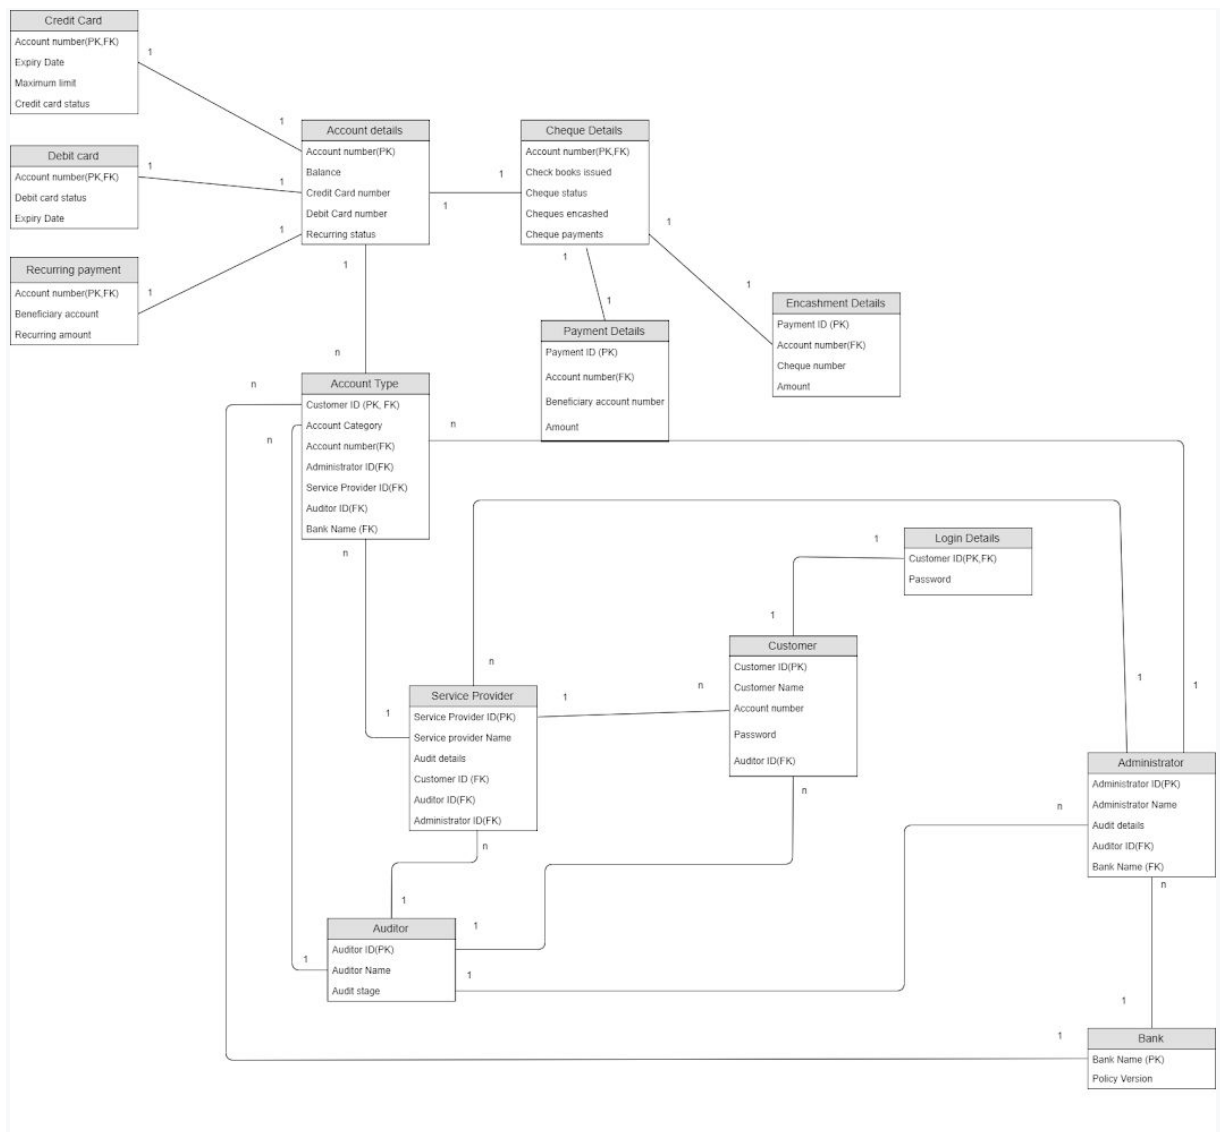 Credit Card
Account number(PK,FK)
Expiry Date
Maximum limit
Credit card status
1
1
Debit card
Account number(PK,FK)
Debit card status
Expiry Date
1
1
Recurring payment
Account number(PK,FK)
Beneficiary account
Recurring amount
1
1
Account details
Account number(PK)
Balance
Credit Card number
Debit Card number
Recurring status
1
1
Cheque Details
Account number(PK,FK)
Check books issued
Cheque status
Cheques encashed
Cheque payments
1
1
1
1
Payment Details
Payment ID (PK)
Account number(FK)
Beneficiary account number
Amount
Encashment Details
Payment ID (PK)
Account number(FK)
Cheque number
Amount
1
n
n
n
n
Account Type
Customer ID (PK, FK)
Account Category
Account number(FK)
Administrator ID(FK)
Service Provider ID(FK)
Auditor ID(FK)
Bank Name (FK)
n
Login Details
Customer ID(PK,FK)
Password
1
1
Customer
Customer ID(PK)
Customer Name
Account number
Password
Auditor ID(FK)
n
n
n
1
1
Service Provider
Service Provider ID(PK)
Service provider Name
Audit details
Customer ID (FK)
Auditor ID(FK)
Administrator ID(FK)
n
1
1
Administrator
Administrator ID(PK)
Administrator Name
Audit details
Auditor ID(FK)
Bank Name (FK)
n
n
1
1
1
1
Auditor
Auditor ID(PK)
Auditor Name
Audit stage
1
1
Bank
Bank Name (PK)
Policy Version